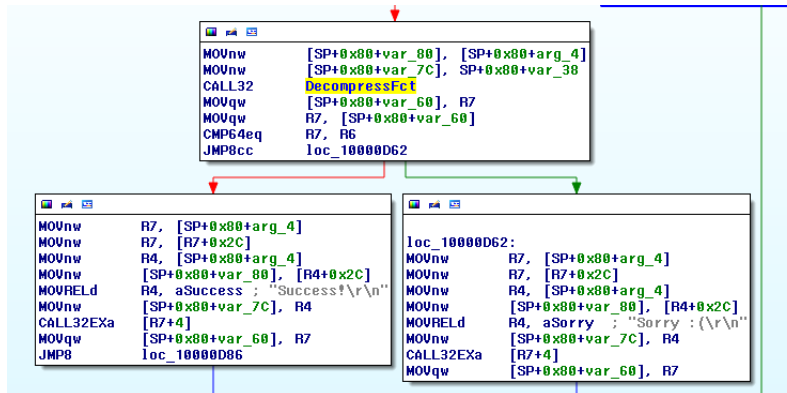 MOVnw [SP+0x80+var_80], [SP+0x80+arg_4]
MOVnw [SP+0x80+var_7C], SP+0x80+var_38
CALL32 DecompressFct
MOVqw [SP+0x80+var_60], R7
MOVqw R7, [SP+0x80+var_60]
CMP64eq R7, R6
JMP8cc loc_10000D62
MOVnw R7, [SP+0x80+arg_4]
MOVnw R7, [R7+0x2C]
MOVnw R4, [SP+0x80+arg_4]
MOVnw [SP+0x80+var_80], [R4+0x2C]
MOVRELd R4, aSuccess ; "Success!\r\n"
MOVnw [SP+0x80+var_7C], R4
CALL32EXa [R7+4]
MOVqw [SP+0x80+var_60], R7
JMP8 loc_10000D86
loc_10000D62:
MOVnw R7, [SP+0x80+arg_4]
MOVnw R7, [R7+0x2C]
MOVnw R4, [SP+0x80+arg_4]
MOVnw [SP+0x80+var_80], [R4+0x2C]
MOVRELd R4, aSorry ; "Sorry :(\r\n"
MOVnw [SP+0x80+var_7C], R4
CALL32EXa [R7+4]
MOVqw [SP+0x80+var_60], R7